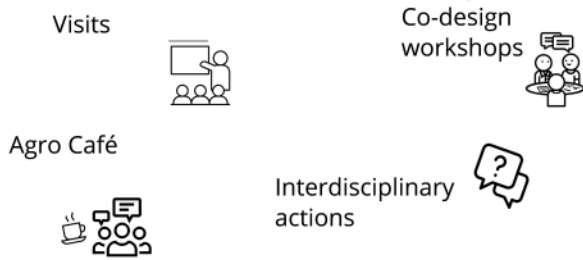 Visits
Co-design
workshops
Agro Café
Interdisciplinary
actions
?